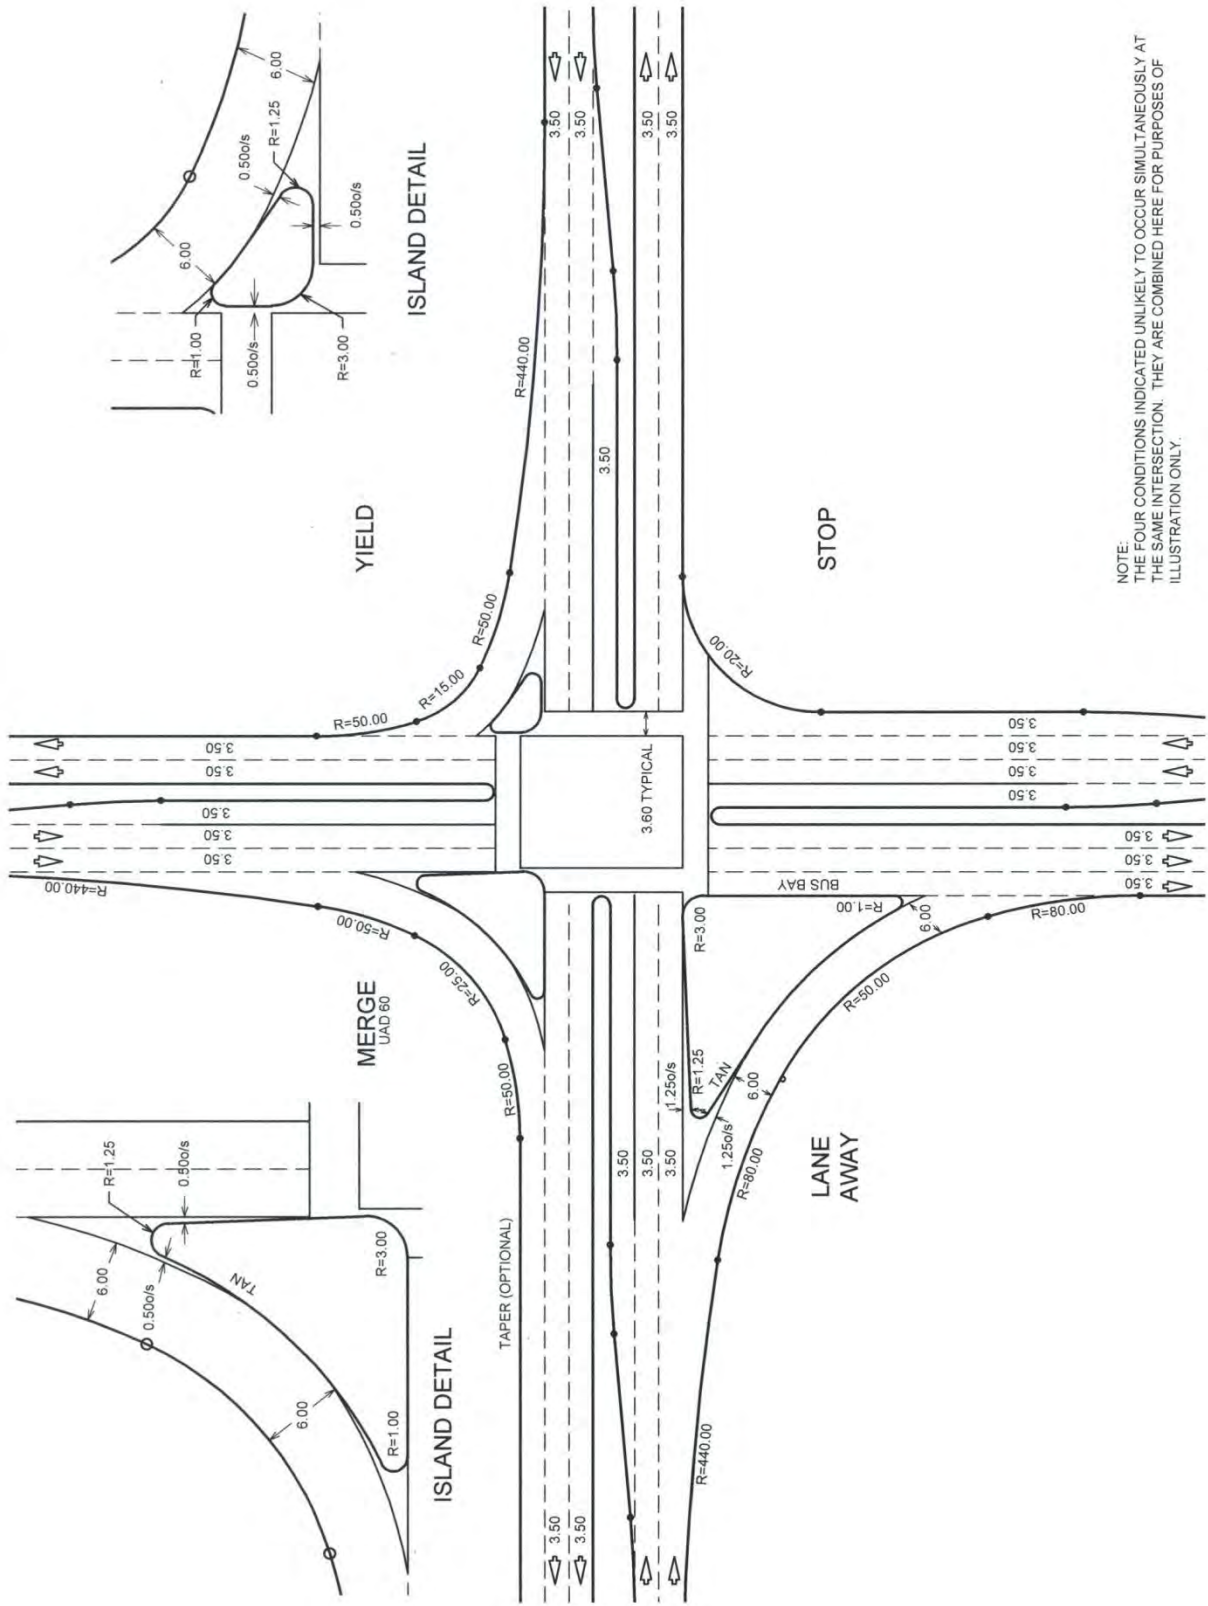 ISLAND DETAIL
6.00
6.00
0.50o/s
R=1.25
0.50o/s
R=1.00
0.50o/s
R=3.00
YIELD
R=440.00
R=50.00
R=15.00
R=50.00
3.50
3.50
3.50
3.50
3.50
3.50
3.50
3.50
3.50
3.50
3.50
3.50
R=440.00
R=50.00
R=25.00
R=50.00
MERGE
UAD 60
TAPER (OPTIONAL)
3.50
3.50
ISLAND DETAIL
R=1.25
0.50o/s
6.00
0.50o/s
TAN
R=3.00
6.00
R=1.00
3.60 TYPICAL
STOP
R=20.00
3.50
3.50
3.50
3.50
3.50
3.50
3.50
BUS BAY
R=3.00
R=1.00
6.00
R=80.00
R=50.00
R=1.25
1.25o/s
TAN
6.00
1.25o/s
R=80.00
3.50
3.50
3.50
LANE
AWAY
R=440.00
NOTE:
THE FOUR CONDITIONS INDICATED UNLIKELY TO OCCUR SIMULTANEOUSLY AT
THE SAME INTERSECTION. THEY ARE COMBINED HERE FOR PURPOSES OF
ILLUSTRATION ONLY.